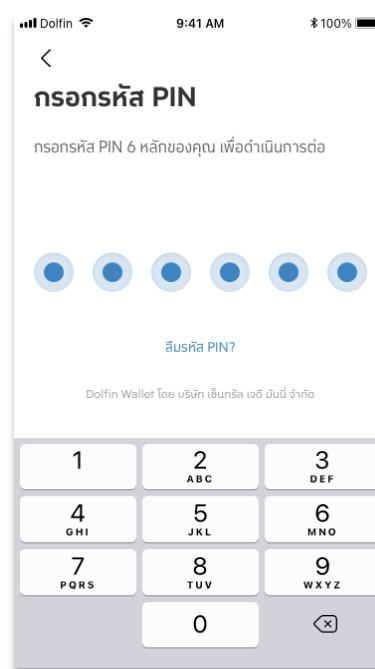 Dolfin 9:41 AM 100%
กรอกรหัส PIN
กรอกรหัส PIN 6 หลักของคุณ เพื่อดำเนินการต่อ
ลืมรหัส PIN?
Dolfin Wallet โดย บริษัท เซ็นทรัล เจดี มันนี่ จำกัด
1 2 3
ABC DEF
4 5 6
GHI JKL MNO
7 8 9
PQRS TUV WXYZ
0